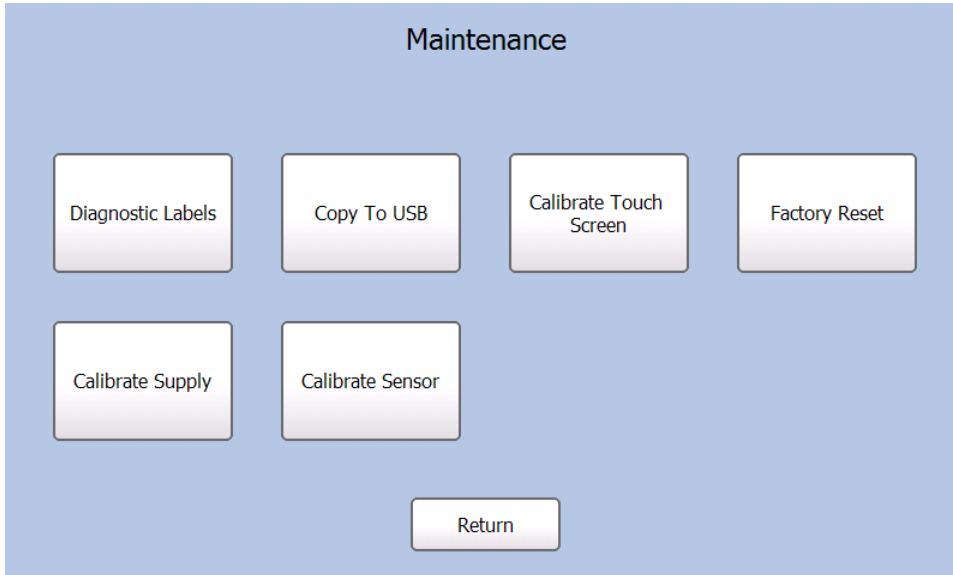 Maintenance
Diagnostic Labels
Copy To USB
Calibrate Touch
Screen
Factory Reset
Calibrate Supply
Calibrate Sensor
Return